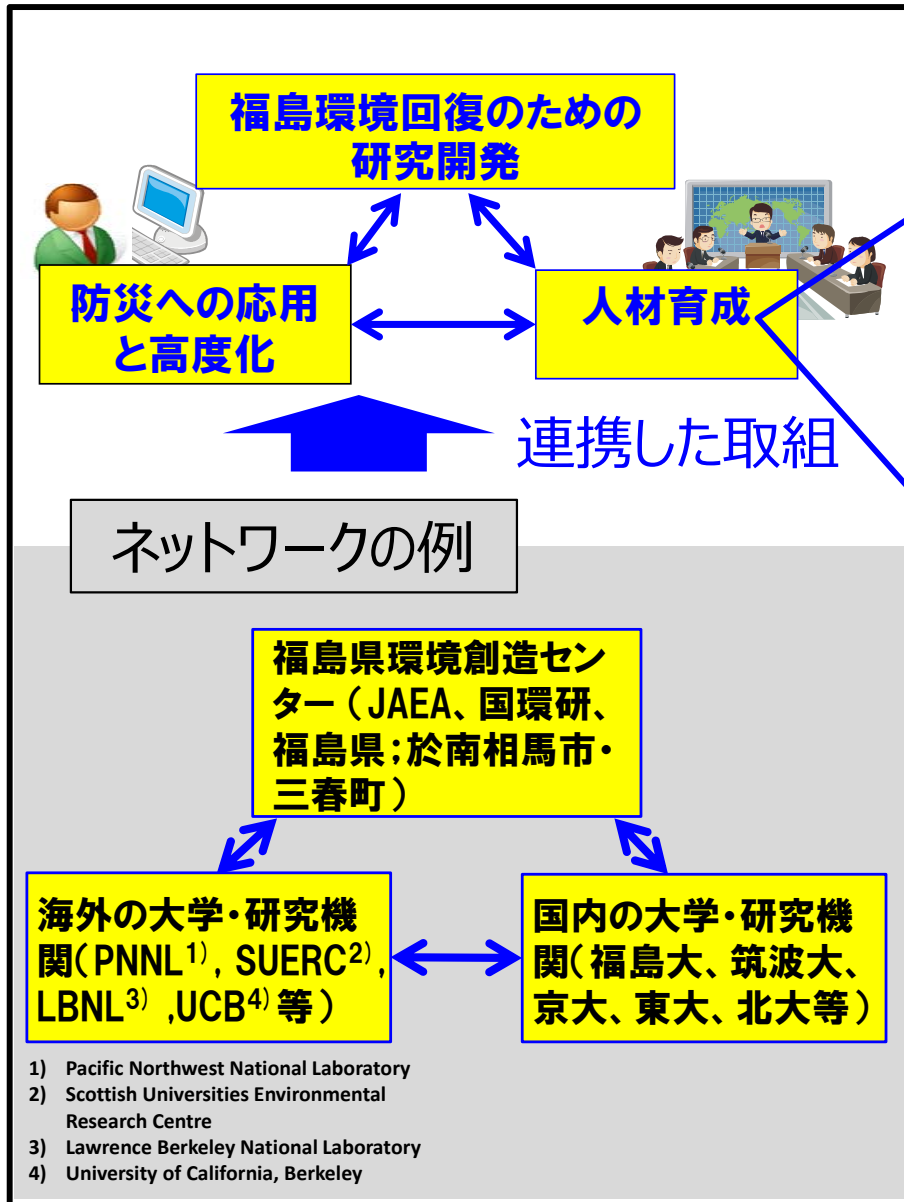 福島環境回復のための
研究開発
防災への応用
と高度化
人材育成
連携した取組
ネットワークの例
福島県環境創造セン
ター（JAEA、国環研、
福島県;於南相馬市・
三春町）
海外の大学・研究機
関（PNNL1）, SUERC2）,
LBNL3） ,UCB4）等）
国内の大学・研究機
関（福島大、筑波大、
京大、東大、北大等）
1) Pacific Northwest National Laboratory
2) Scottish Universities Environmental
Research Centre
3) Lawrence Berkeley National Laboratory
4) University of California, Berkeley